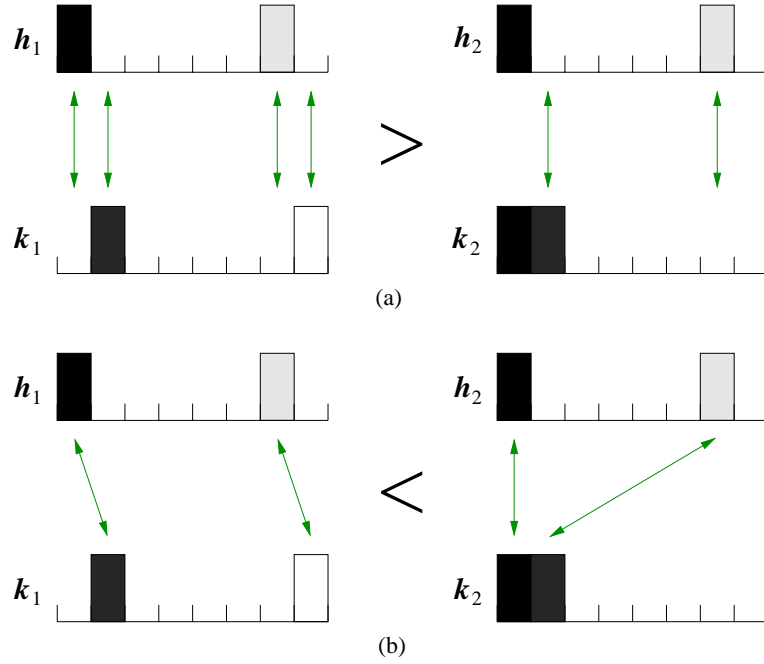 h₁ h₂
>
k₁ k₂
(a)
h₁ h₂
<
k₁ k₂
(b)